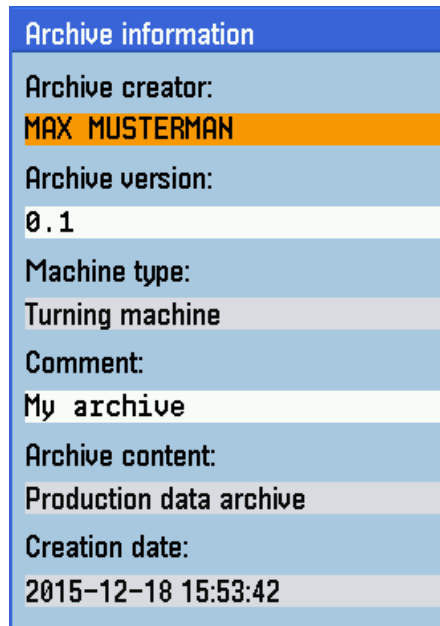 Archive information
Archive creator:
MAX MUSTERMAN
Archive version:
0.1
Machine type:
Turning machine
Comment:
My archive
Archive content:
Production data archive
Creation date:
2015-12-18 15:53:42